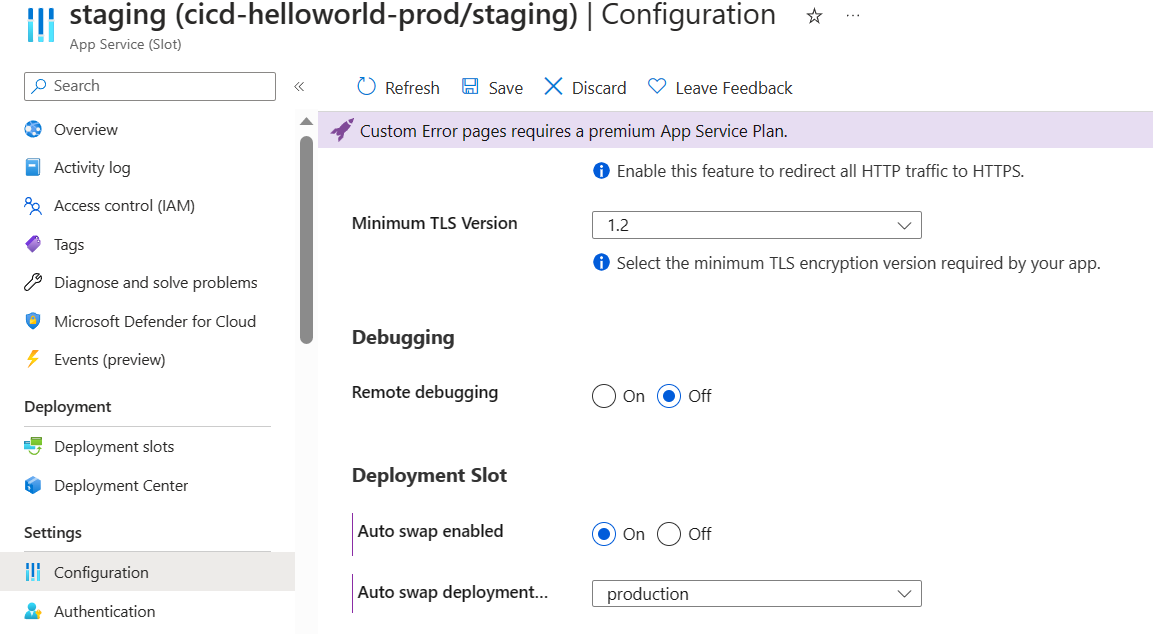 staging (cicd-helloworld-prod/staging) | Configuration
App Service (Slot)
Search
Refresh Save Discard Leave Feedback
Overview
Activity log
Access control (IAM)
Tags
Diagnose and solve problems
Microsoft Defender for Cloud
Events (preview)
Deployment
Deployment slots
Deployment Center
Settings
Configuration
Authentication
Custom Error pages requires a premium App Service Plan.
Enable this feature to redirect all HTTP traffic to HTTPS.
Minimum TLS Version 1.2
Select the minimum TLS encryption version required by your app.
Debugging
Remote debugging On Off
Deployment Slot
Auto swap enabled On Off
Auto swap deployment... production